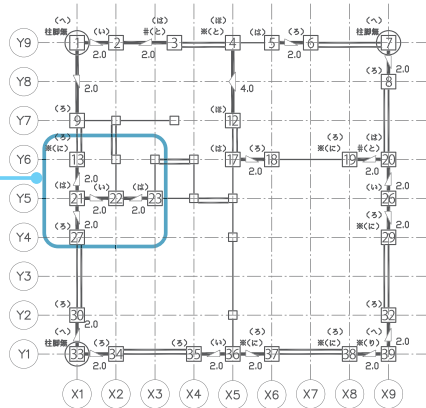 (へ) (は) (ほ) (へ)
柱脚無 (い) #(と) ※(と) (は) (ろ) 柱脚無
Y9 1 2 3 4 5 6 7
2.0 2.0 2.0 (ろ) 2.0
Y8 2.0 4.0 8
(ろ) (ほ) 2.0
Y7 9 12
(ろ)
※(に) (は) (ろ) (ろ) (は)
※(に) #(と)
Y6 13 17 18 19 20
(は) 2.0 (い) (は) 2.0 2.0 2.0
(い)
Y5 21 22 23 26
(ろ) 2.0 2.0 (ろ) 2.0
2.0 ※(に)
Y4 27 29
2.0
Y3
(ろ) (ろ)
Y2 30 32
(へ) 2.0 (ろ) (へ) 2.0
柱脚無 (ろ) (ろ) (い) ※(に) ※(に) ※(り)
Y1 33 34 35 36 37 38 39
2.0 2.0 2.0 2.0
X1 X2 X3 X4 X5 X6 X7 X8 X9